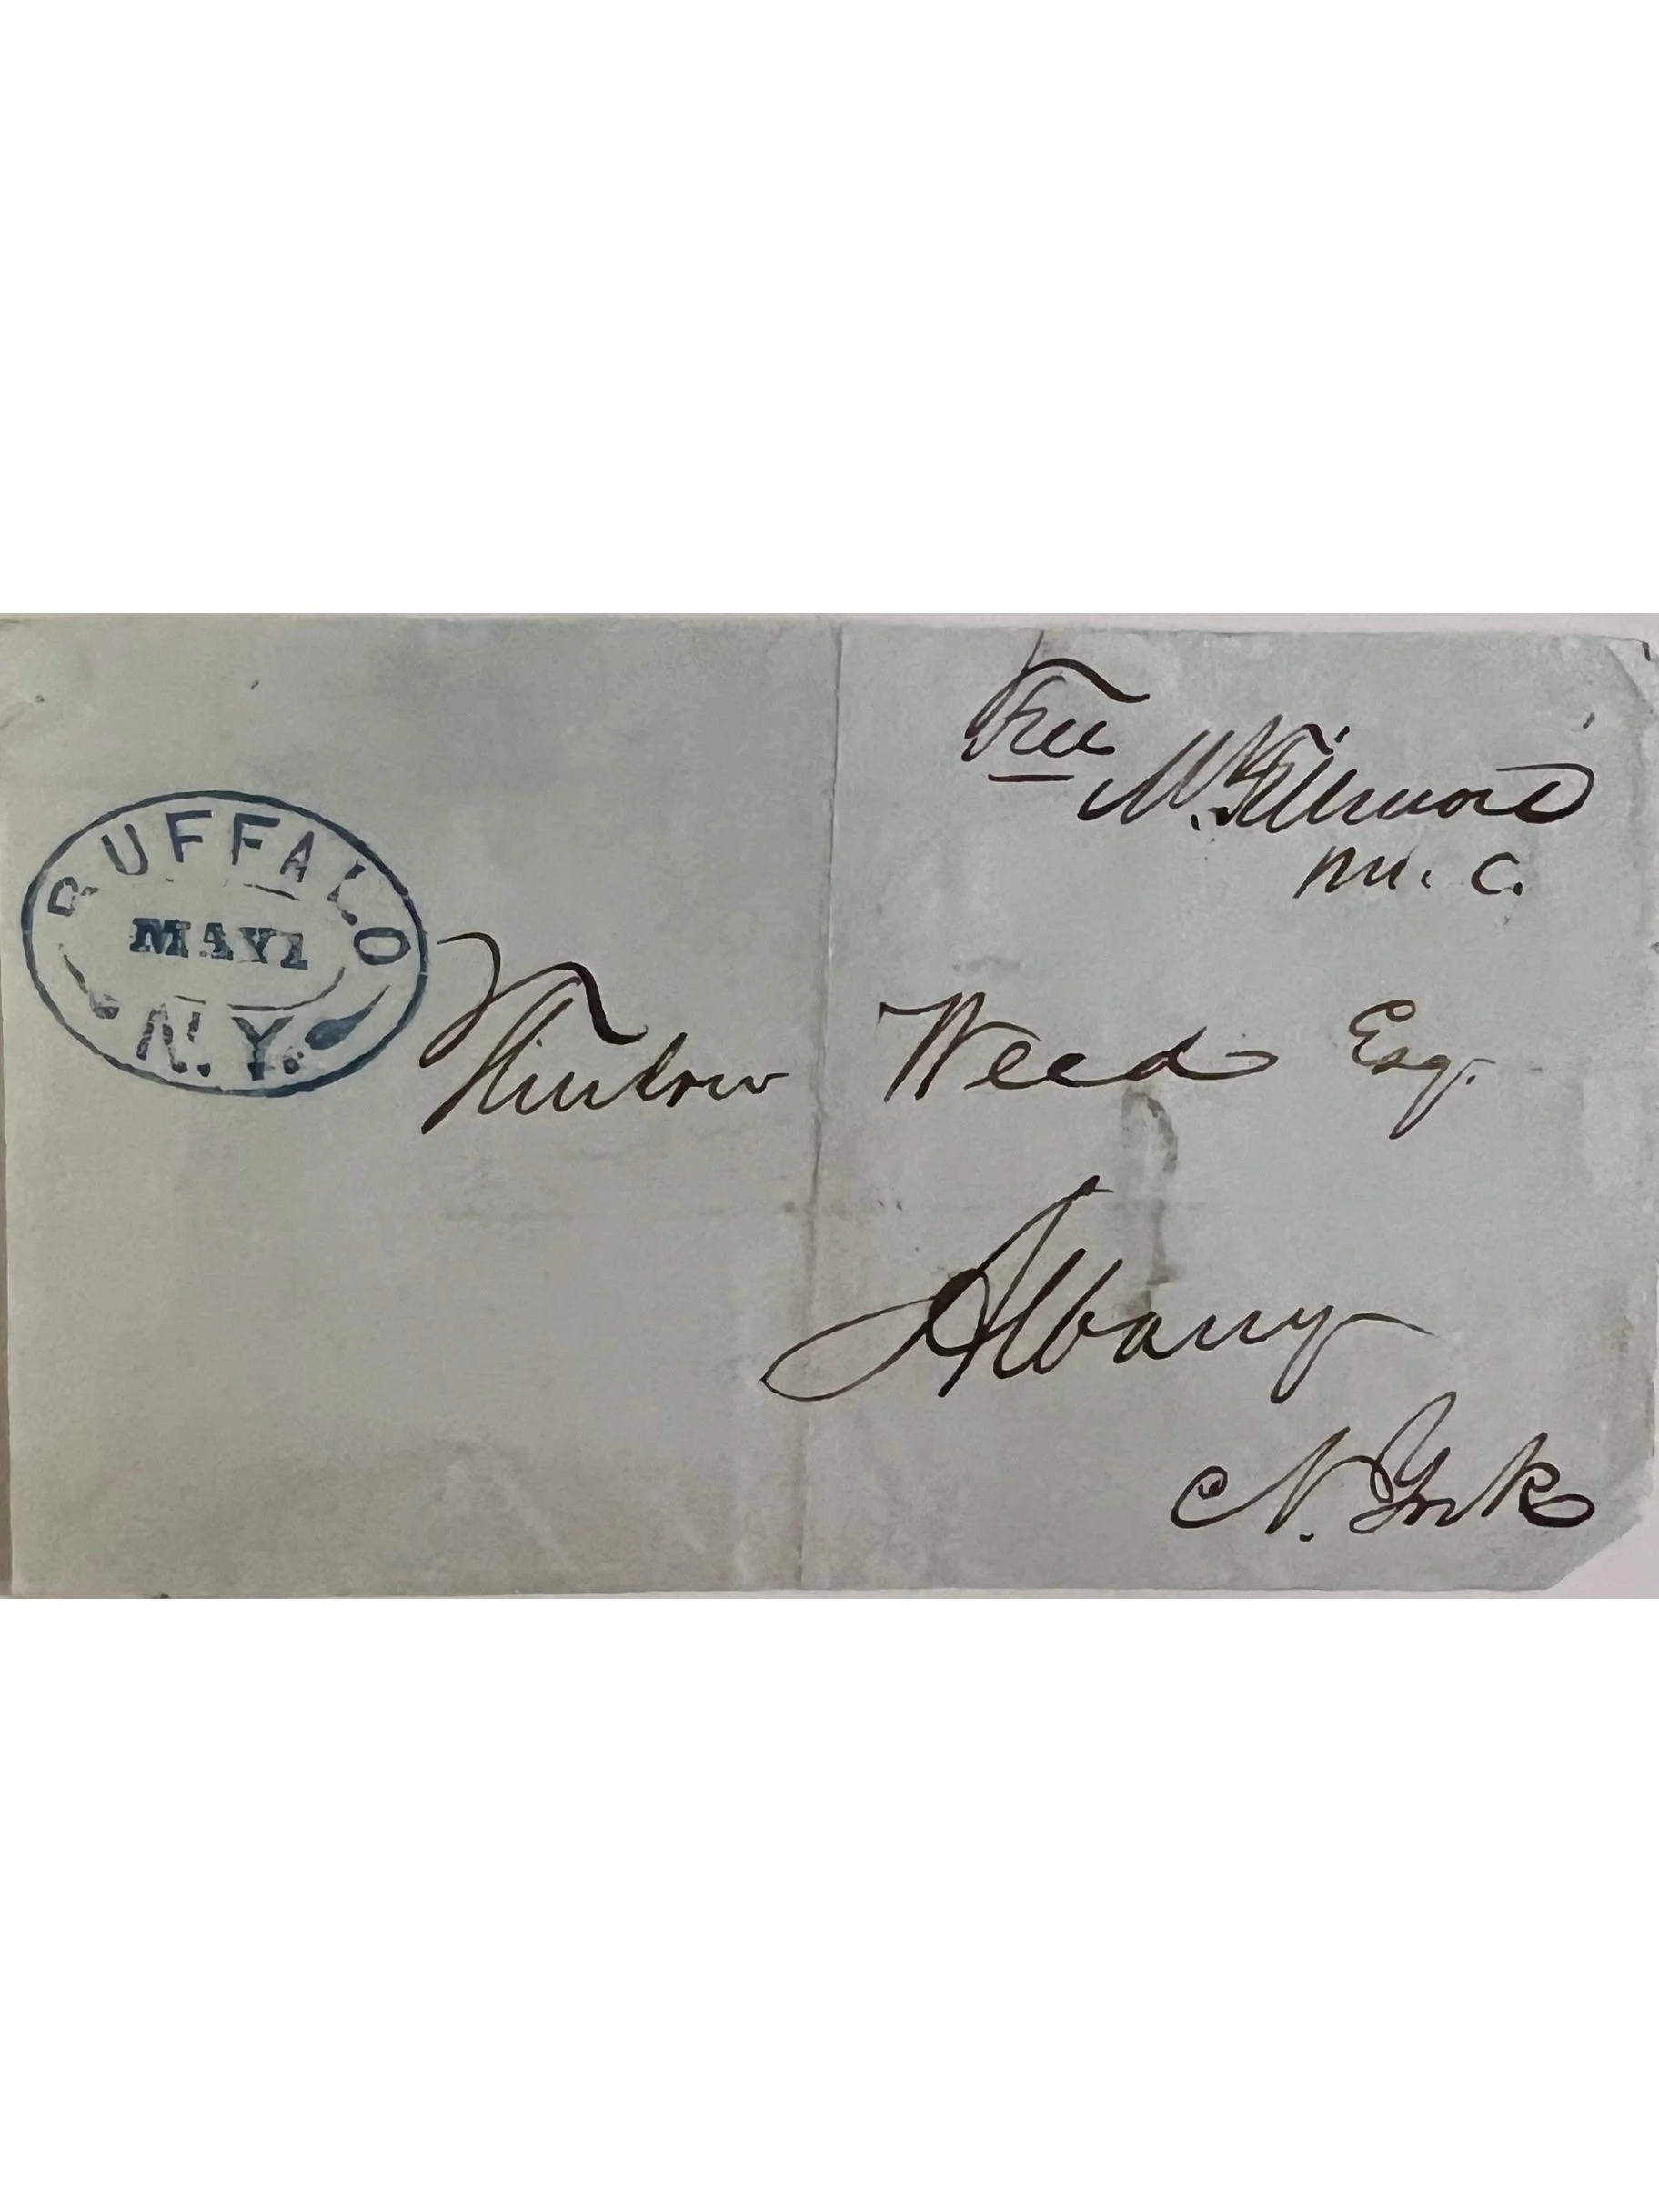 Free
M. Fillmore
M. C.
BUFFALO
MAY 1
N.Y.
Thurlow Weed Esq.
Albany
N. York